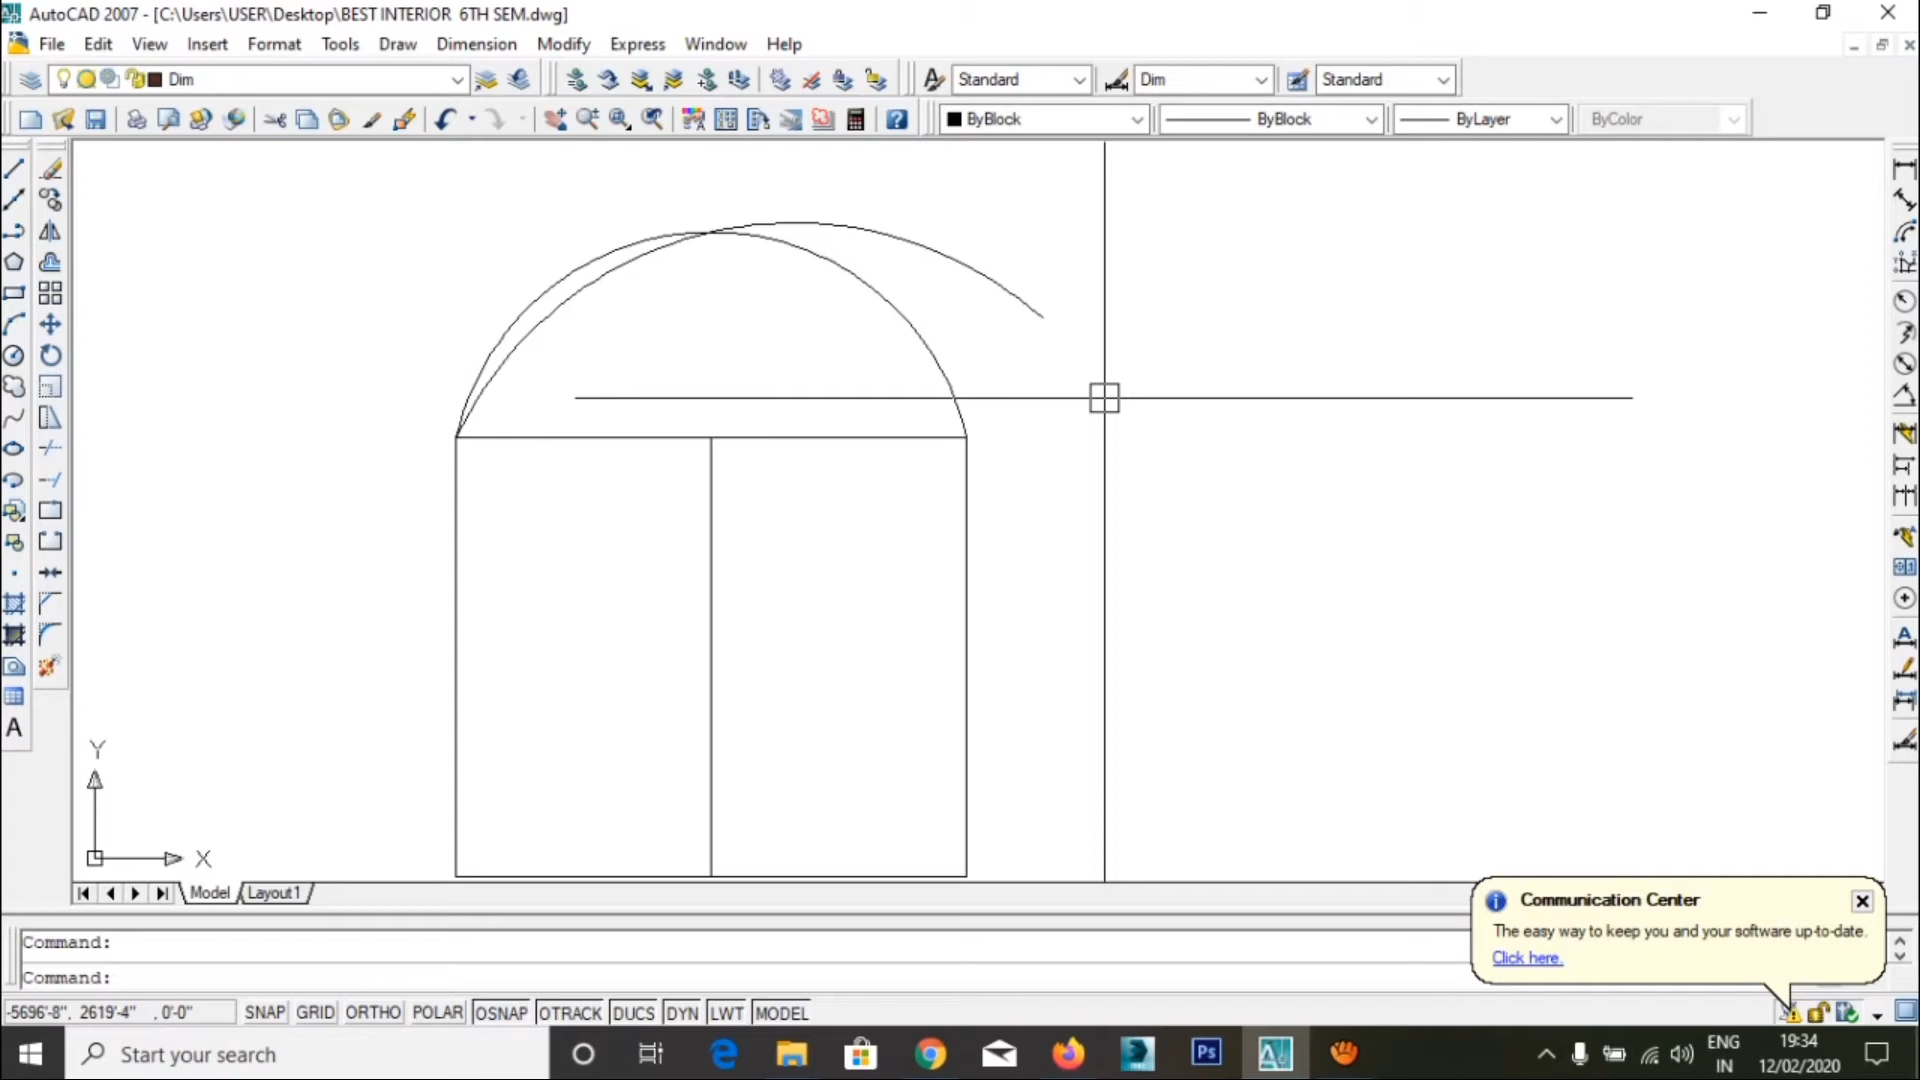 AutoCAD 2007 - [C:\Users\USER\Desktop\BEST INTERIOR  6TH SEM.dwg]
File Edit View Insert Format Tools Draw Dimension Modify Express Window Help
Dim Standard Dim Standard
ByBlock ByBlock ByLayer ByColor
A
Y
X
Model Layout1
Communication Center
The easy way to keep you and your software up-to-date.
Click here.
Command:
Command:
-5696'-8", 2619'-4" , 0'-0" SNAP GRID ORTHO POLAR OSNAP OTRACK DUCS DYN LWT MODEL
Start your search
Ps
ENG
IN
19:34
12/02/2020